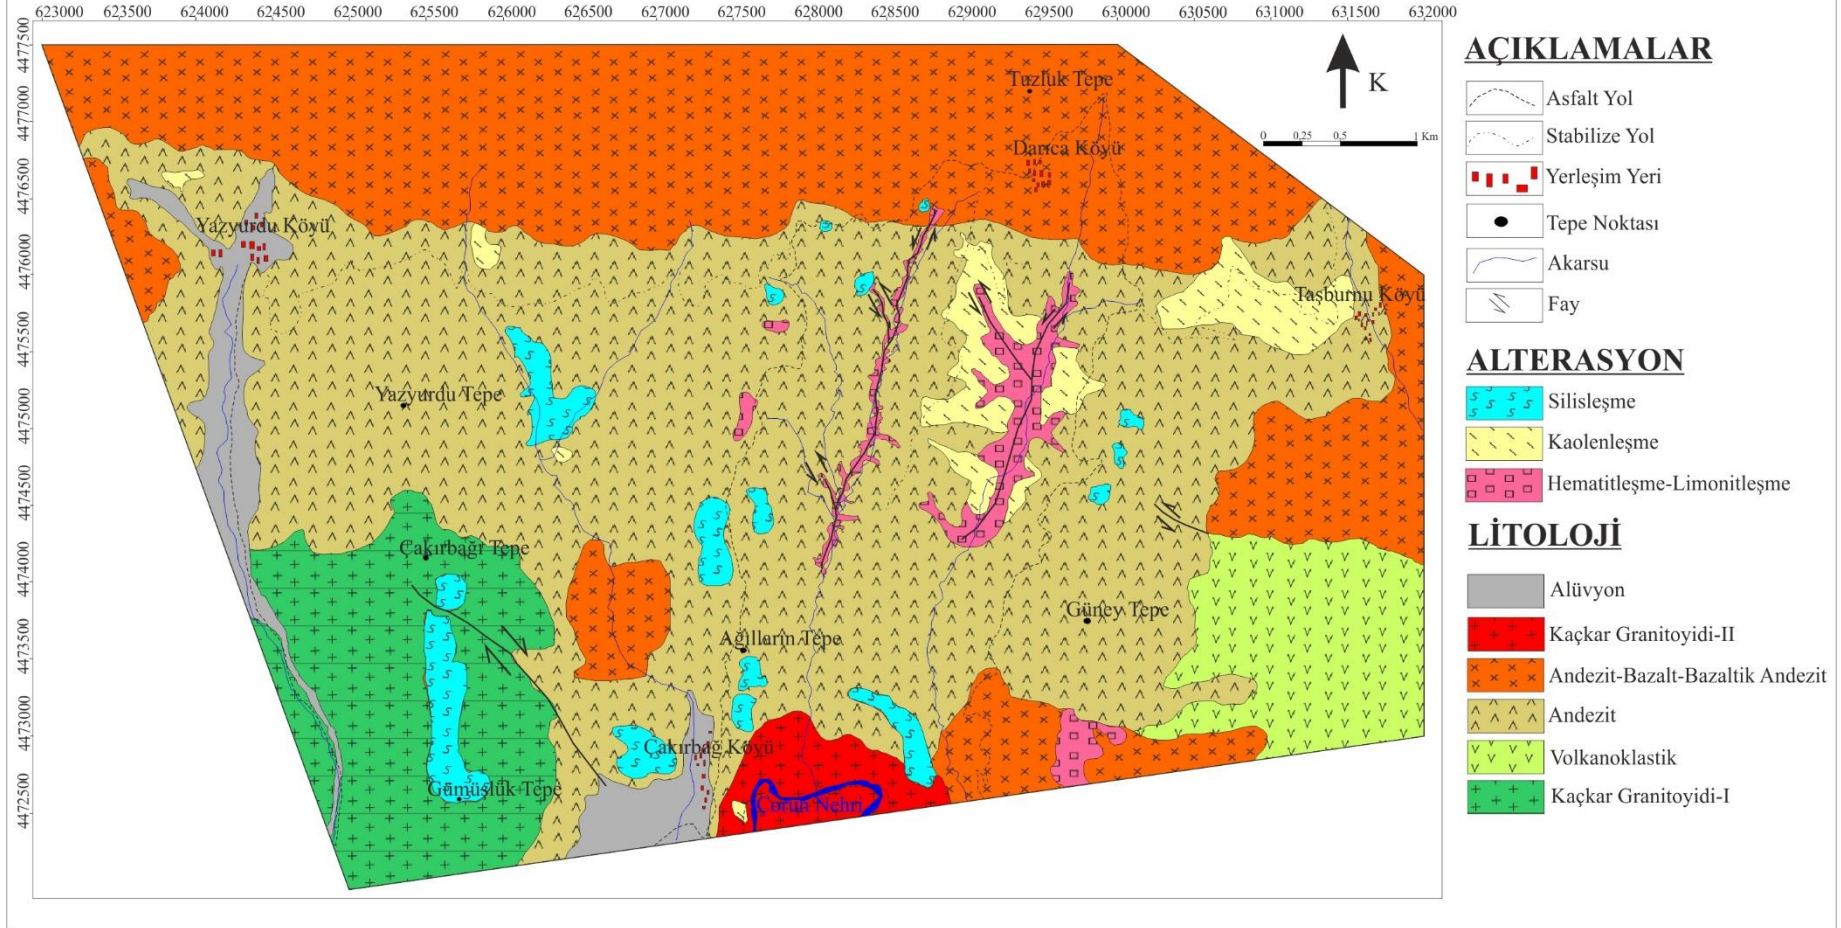 623000 623500 624000 624500 625000 625500 626000 626500 627000 627500 628000 628500 629000 629500 630000 630500 631000 631500 632000
4477500
4477000
4476500
4476000
4475500
4475000
4474500
4474000
4473500
4473000
4472500
Tuzluk Tepe
Darıca Köyü
Yazyurdu Köyü
Taşburnu Köyü
Yazyurdu Tepe
Çakırbağı Tepe
Güney Tepe
Ağılların Tepe
Çakırbağ Köyü
Gümüşlük Tepe
Çoruh Nehri
K
0 0,25 0,5 1 Km
AÇIKLAMALAR
Asfalt Yol
Stabilize Yol
Yerleşim Yeri
Tepe Noktası
Akarsu
Fay
ALTERASYON
Silisleşme
Kaolenleşme
Hematitleşme-Limonitleşme
LİTOLOJİ
Alüvyon
Kaçkar Granitoyidi-II
Andezit-Bazalt-Bazaltik Andezit
Andezit
Volkanoklastik
Kaçkar Granitoyidi-I